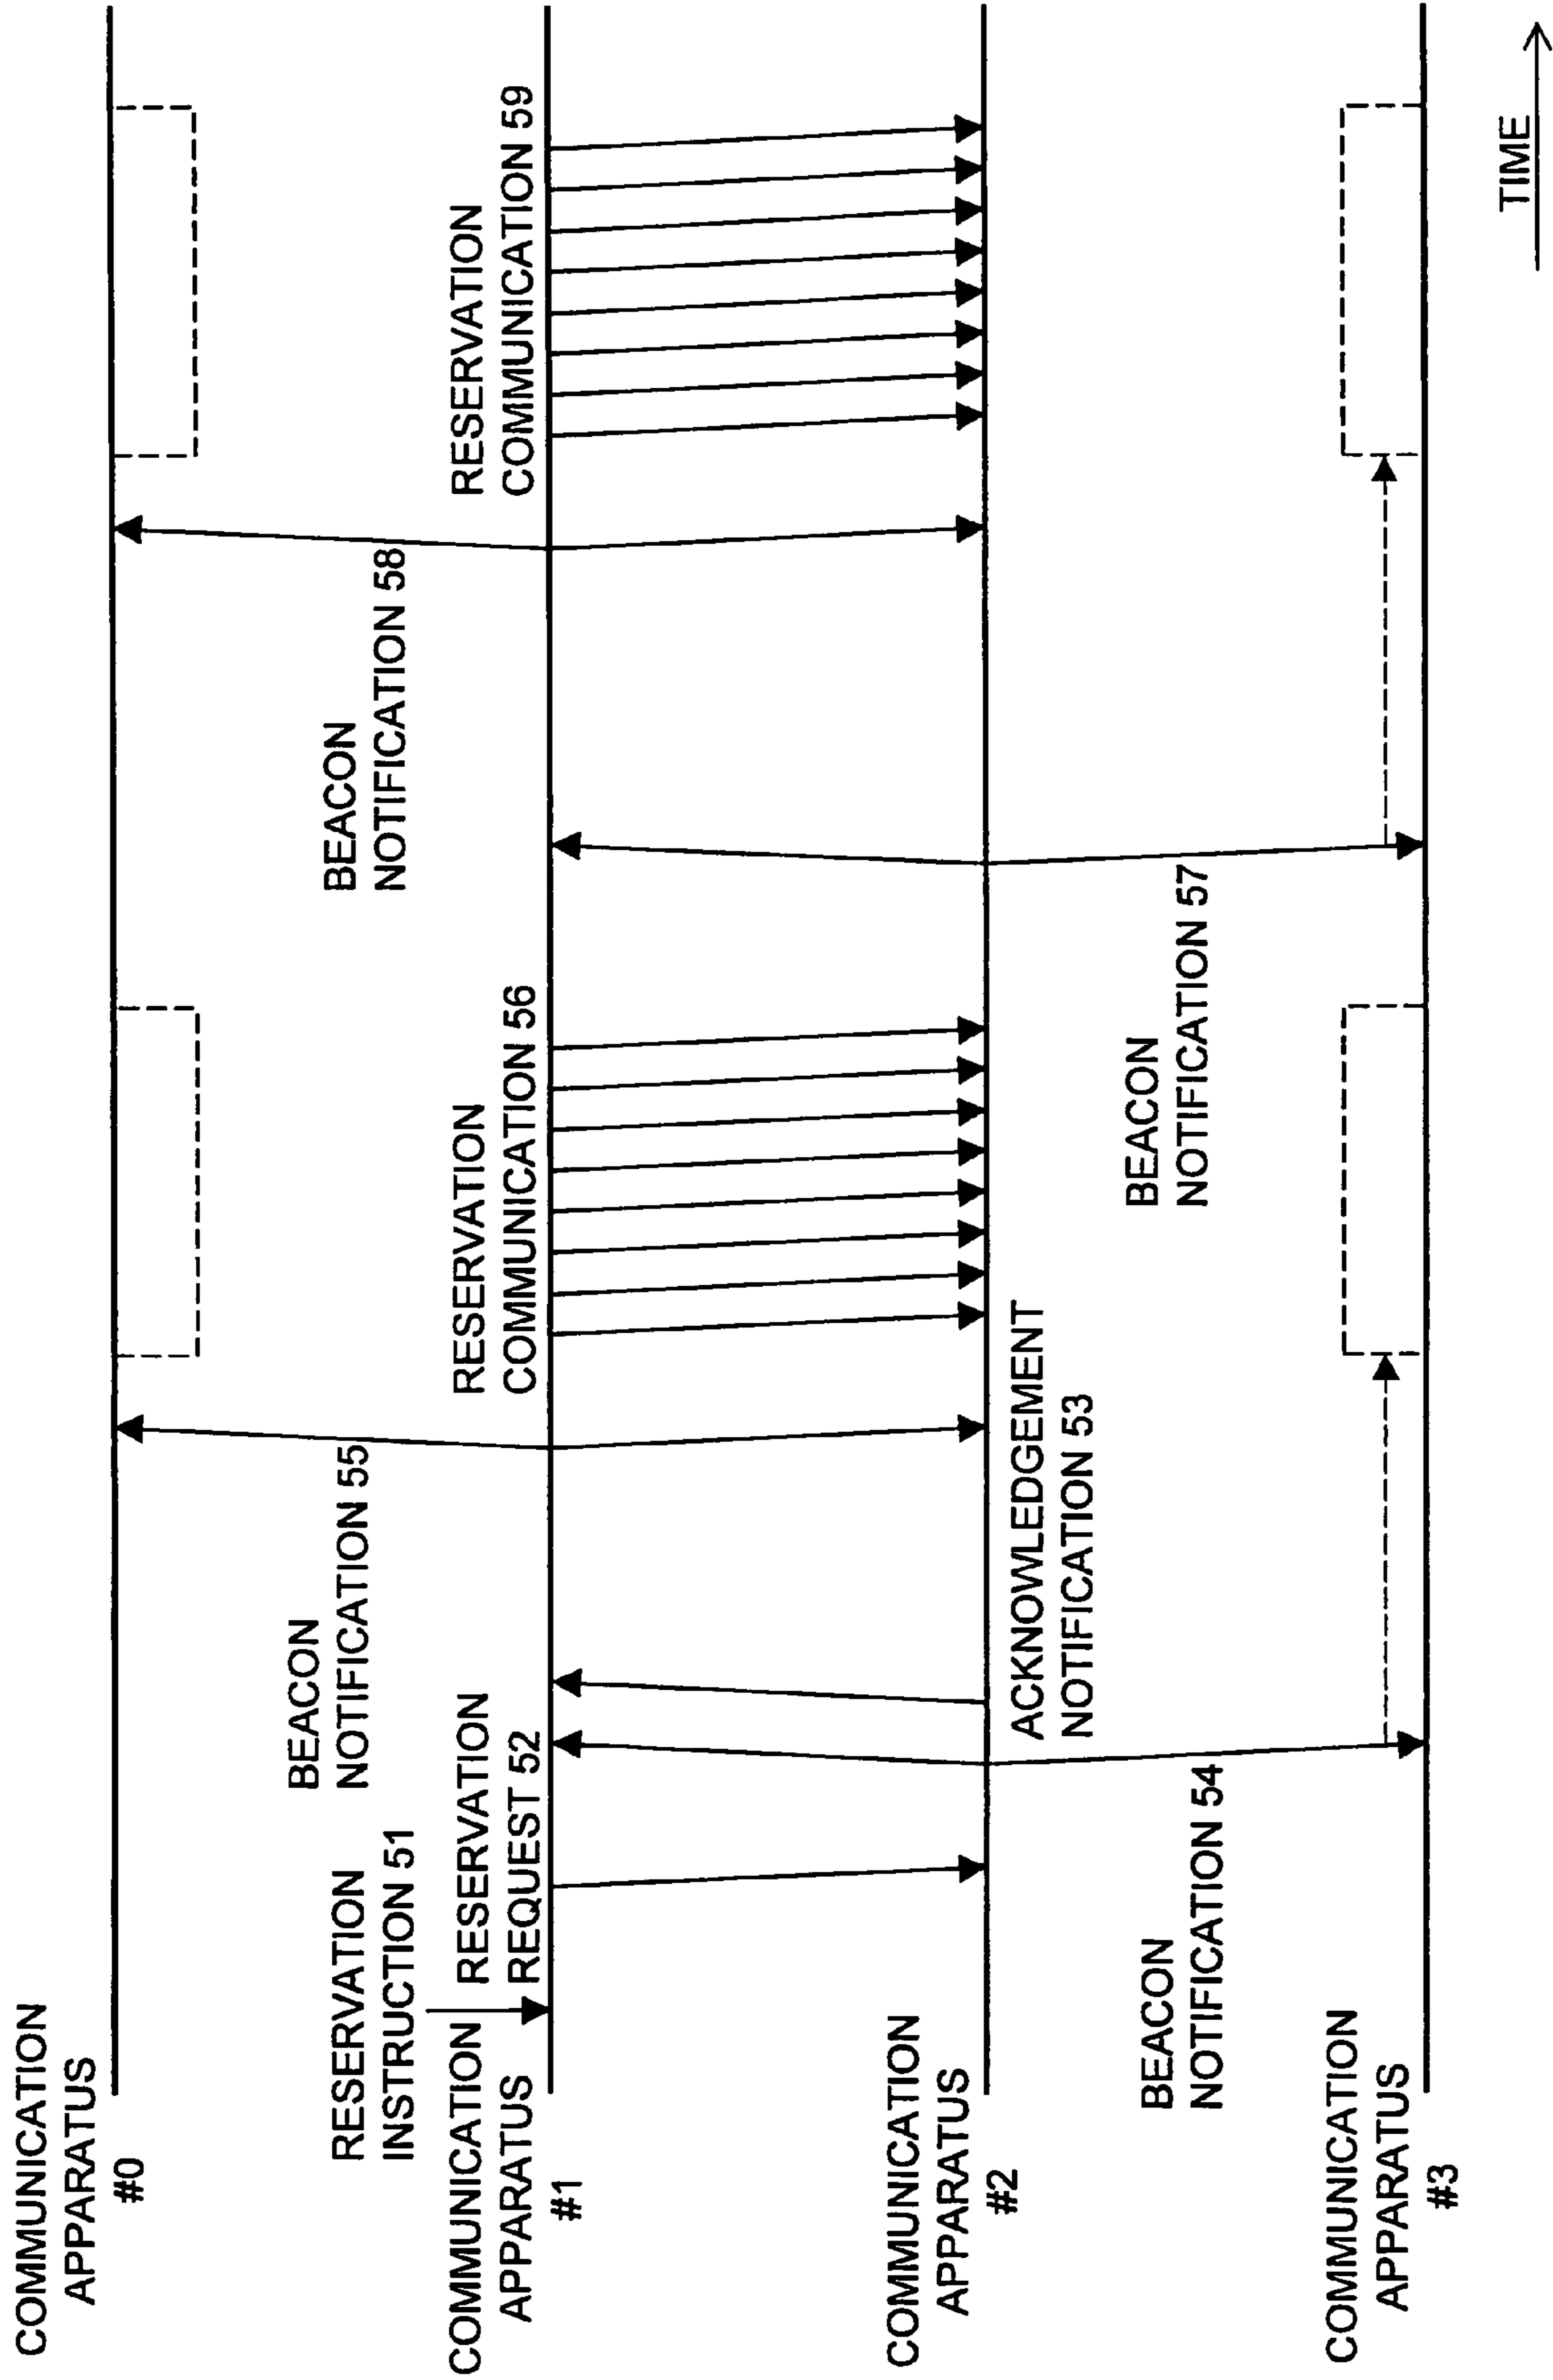 COMMUNICATION
APPARATUS
#0
RESERVATION
INSTRUCTION 51
COMMUNICATION
APPARATUS
#1
RESERVATION
REQUEST 52
BEACON
NOTIFICATION 55
RESERVATION
COMMUNICATION 56
BEACON
NOTIFICATION 58
RESERVATION
COMMUNICATION 59
COMMUNICATION
APPARATUS
#2
ACKNOWLEDGEMENT
NOTIFICATION 53
BEACON
NOTIFICATION 54
BEACON
NOTIFICATION 57
COMMUNICATION
APPARATUS
#3
TIME